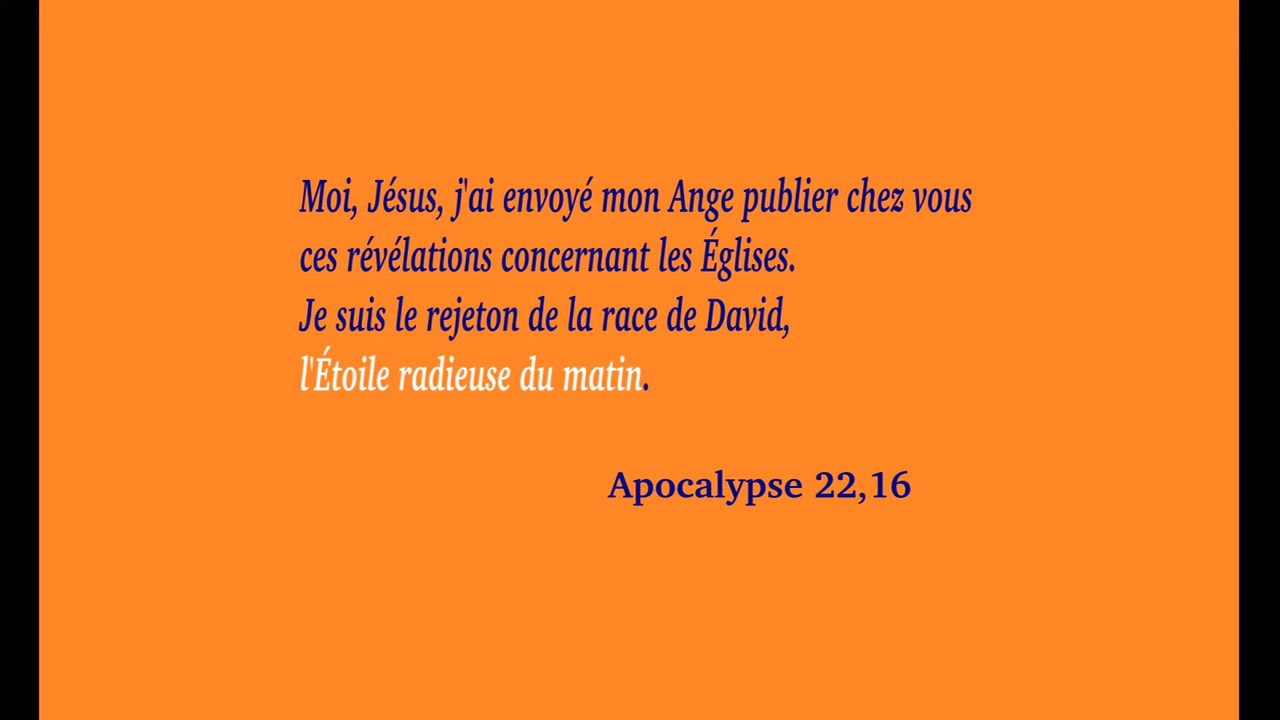 Moi, Jésus, j'ai envoyé mon Ange publier chez vous
ces révélations concernant les Églises.
Je suis le rejeton de la race de David,
l'Étoile radieuse du matin.
Apocalypse 22,16